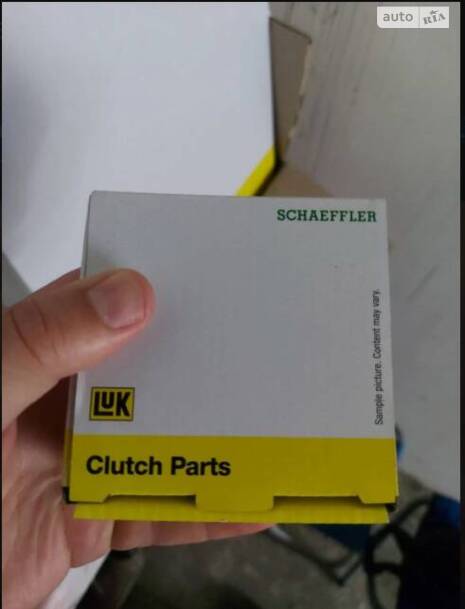 auto RIA
SCHAEFFLER
Sample picture. Content may vary.
LUK
Clutch Parts